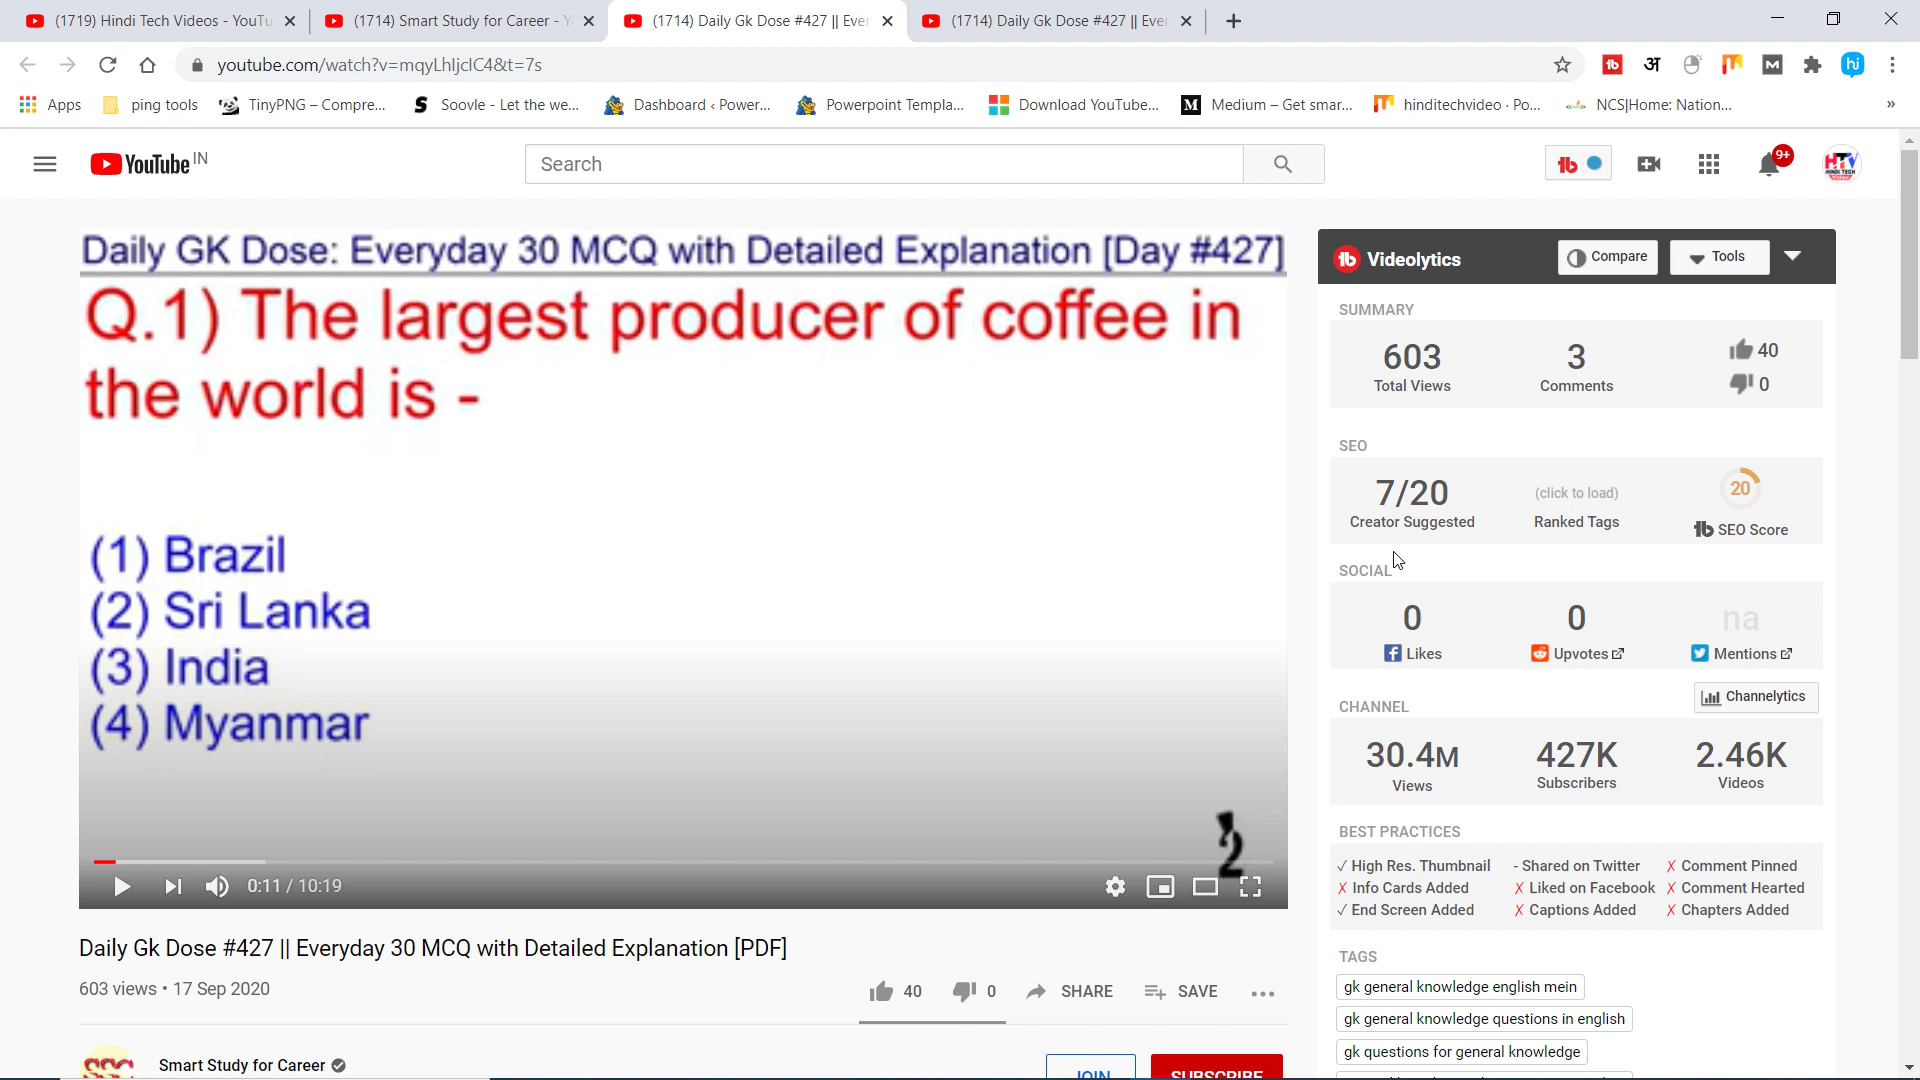 (1719) Hindi Tech Videos - YouTu
(1714) Smart Study for Career - Y
(1714) Daily Gk Dose #427 || Ever
(1714) Daily Gk Dose #427 || Ever
youtube.com/watch?v=mqyLhIjcIC4&t=7s
Apps
ping tools
TinyPNG – Compre...
Soovle - Let the we...
Dashboard ‹ Power...
Powerpoint Templa...
Download YouTube...
Medium – Get smar...
hinditechvideo · Po...
NCS|Home: Nation...
YouTube IN
Search
9+
Daily GK Dose: Everyday 30 MCQ with Detailed Explanation [Day #427]
Q.1) The largest producer of coffee in
the world is -
(1) Brazil
(2) Sri Lanka
(3) India
(4) Myanmar
0:11 / 10:19
Daily Gk Dose #427 || Everyday 30 MCQ with Detailed Explanation [PDF]
603 views • 17 Sep 2020
40
0
SHARE
SAVE
Smart Study for Career
JOIN
SUBSCRIBE
Videolytics
Compare
Tools
SUMMARY
603
3
40
Total Views
Comments
0
SEO
7/20
(click to load)
20
Creator Suggested
Ranked Tags
SEO Score
SOCIAL
0
0
na
Likes
Upvotes
Mentions
CHANNEL
Channelytics
30.4M
427K
2.46K
Views
Subscribers
Videos
BEST PRACTICES
✓ High Res. Thumbnail - Shared on Twitter ✗ Comment Pinned
✗ Info Cards Added ✗ Liked on Facebook ✗ Comment Hearted
✓ End Screen Added ✗ Captions Added ✗ Chapters Added
TAGS
gk general knowledge english mein
gk general knowledge questions in english
gk questions for general knowledge